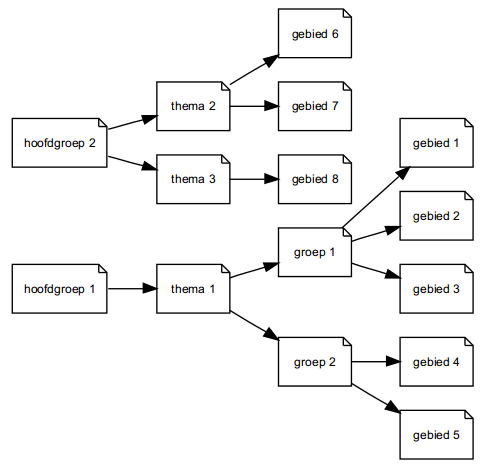 gebied 6
thema 2
gebied 7
hoofdgroep 2
gebied 1
thema 3
gebied 8
gebied 2
groep 1
hoofdgroep 1
thema 1
gebied 3
groep 2
gebied 4
gebied 5